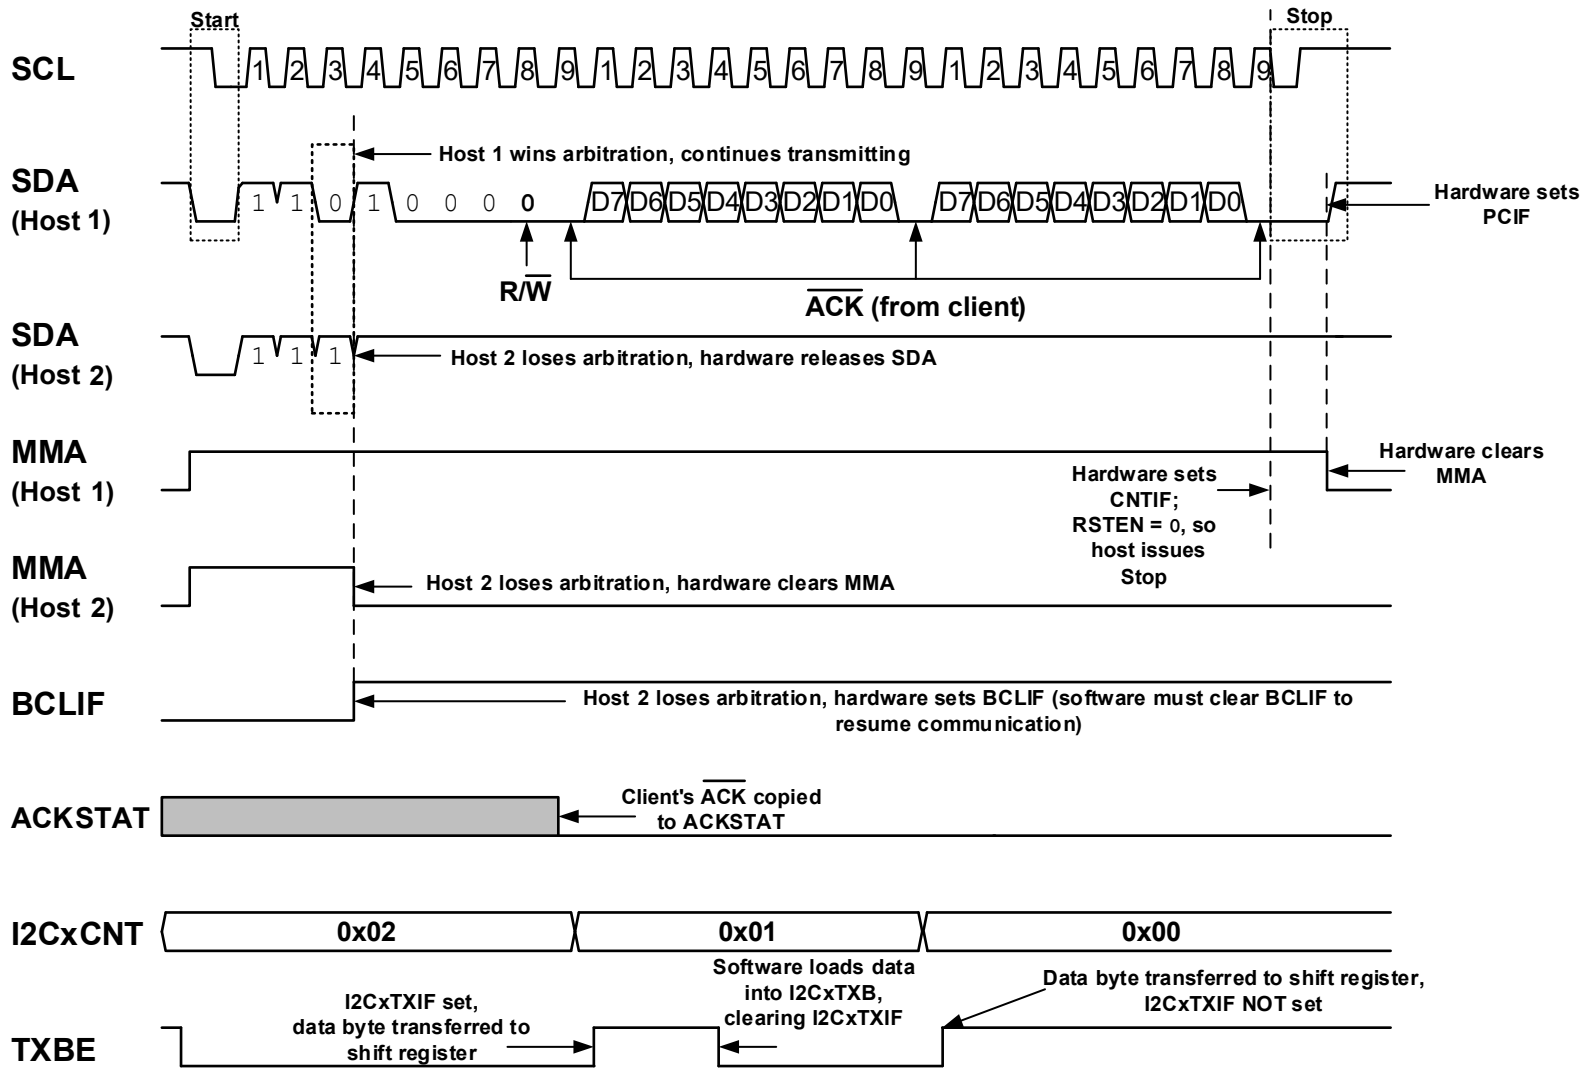 Start
Stop
SCL
1 2 3 4 5 6 7 8 9 1 2 3 4 5 6 7 8 9 1 2 3 4 5 6 7 8 9
Host 1 wins arbitration, continues transmitting
SDA
(Host 1)
1 1 0 1 0 0 0 0 D7 D6 D5 D4 D3 D2 D1 D0 D7 D6 D5 D4 D3 D2 D1 D0
Hardware sets
PCIF
R/W̅
A̅C̅K̅ (from client)
SDA
(Host 2)
1 1 1
Host 2 loses arbitration, hardware releases SDA
MMA
(Host 1)
Hardware clears
MMA
Hardware sets
CNTIF;
RSTEN = 0, so
host issues
Stop
MMA
(Host 2)
Host 2 loses arbitration, hardware clears MMA
BCLIF
Host 2 loses arbitration, hardware sets BCLIF (software must clear BCLIF to
resume communication)
ACKSTAT
Client's A̅C̅K̅ copied
to ACKSTAT
I2CxCNT
0x02 0x01 0x00
I2CxTXIF set,
data byte transferred to
shift register
Software loads data
into I2CxTXB,
clearing I2CxTXIF
Data byte transferred to shift register,
I2CxTXIF NOT set
TXBE